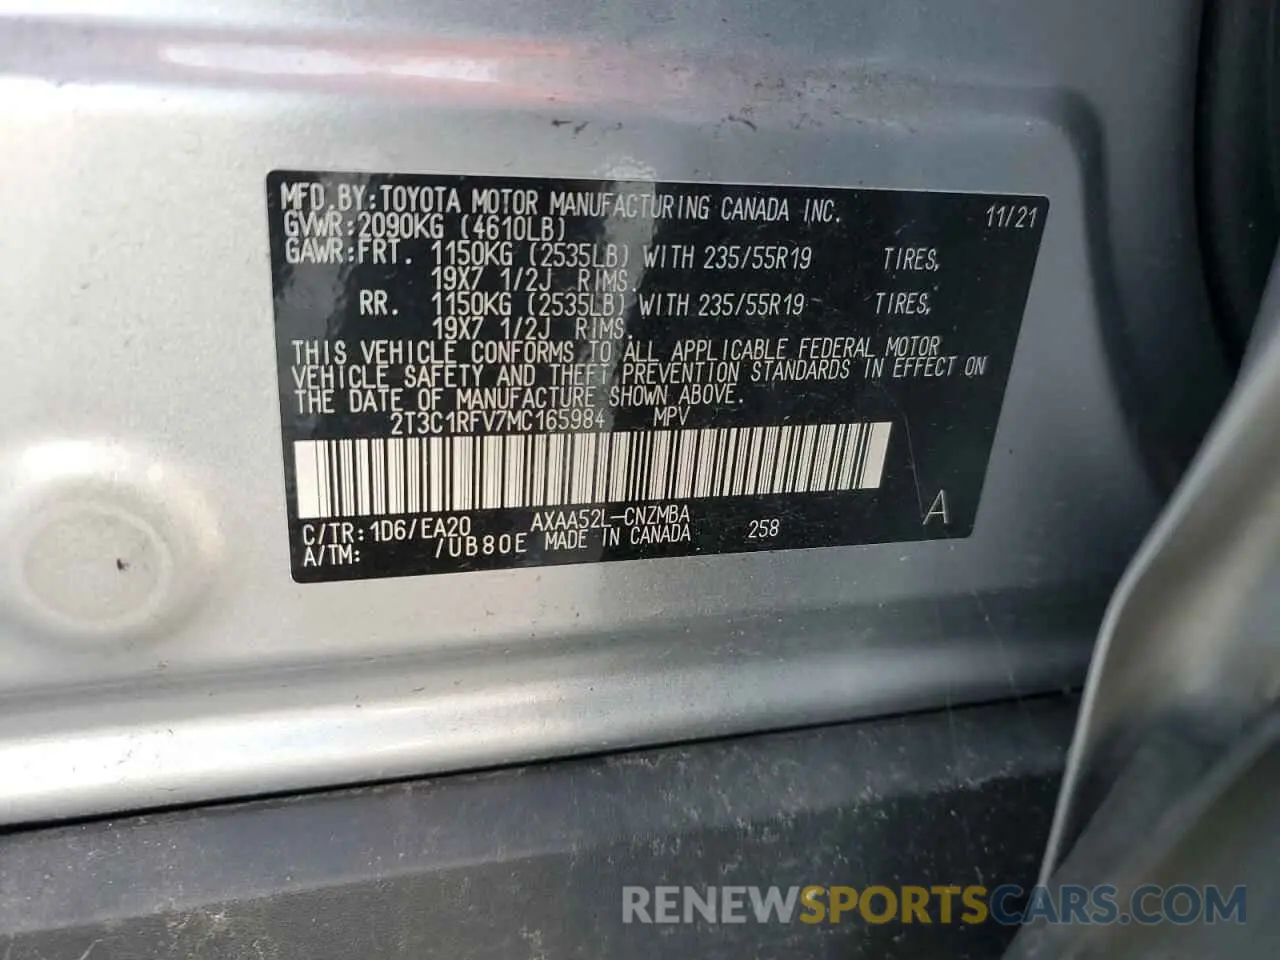 MFD.BY:TOYOTA MOTOR MANUFACTURING CANADA INC. 11/21
GVWR:2090KG (4610LB)
GAWR:FRT. 1150KG (2535LB) WITH 235/55R19 TIRES,
19X7 1/2J RIMS.
RR. 1150KG (2535LB) WITH 235/55R19 TIRES,
19X7 1/2J RIMS.
THIS VEHICLE CONFORMS TO ALL APPLICABLE FEDERAL MOTOR
VEHICLE SAFETY AND THEFT PREVENTION STANDARDS IN EFFECT ON
THE DATE OF MANUFACTURE SHOWN ABOVE.
2T3C1RFV7MC165984 MPV
C/TR:1D6/EA20 AXAA52L-CNZMBA A
A/TM: /UB80E MADE IN CANADA 258
RENEWSPORTSCARS.COM